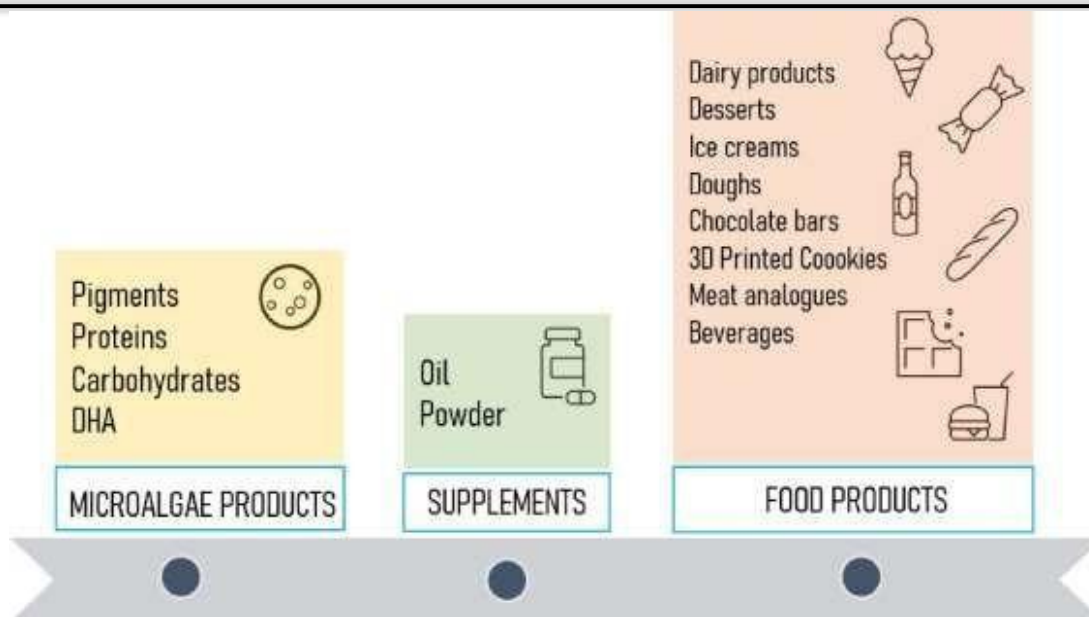 Pigments
Proteins
Carbohydrates
DHA
MICROALGAE PRODUCTS
Oil
Powder
SUPPLEMENTS
Dairy products
Desserts
Ice creams
Doughs
Chocolate bars
3D Printed Coookies
Meat analogues
Beverages
FOOD PRODUCTS